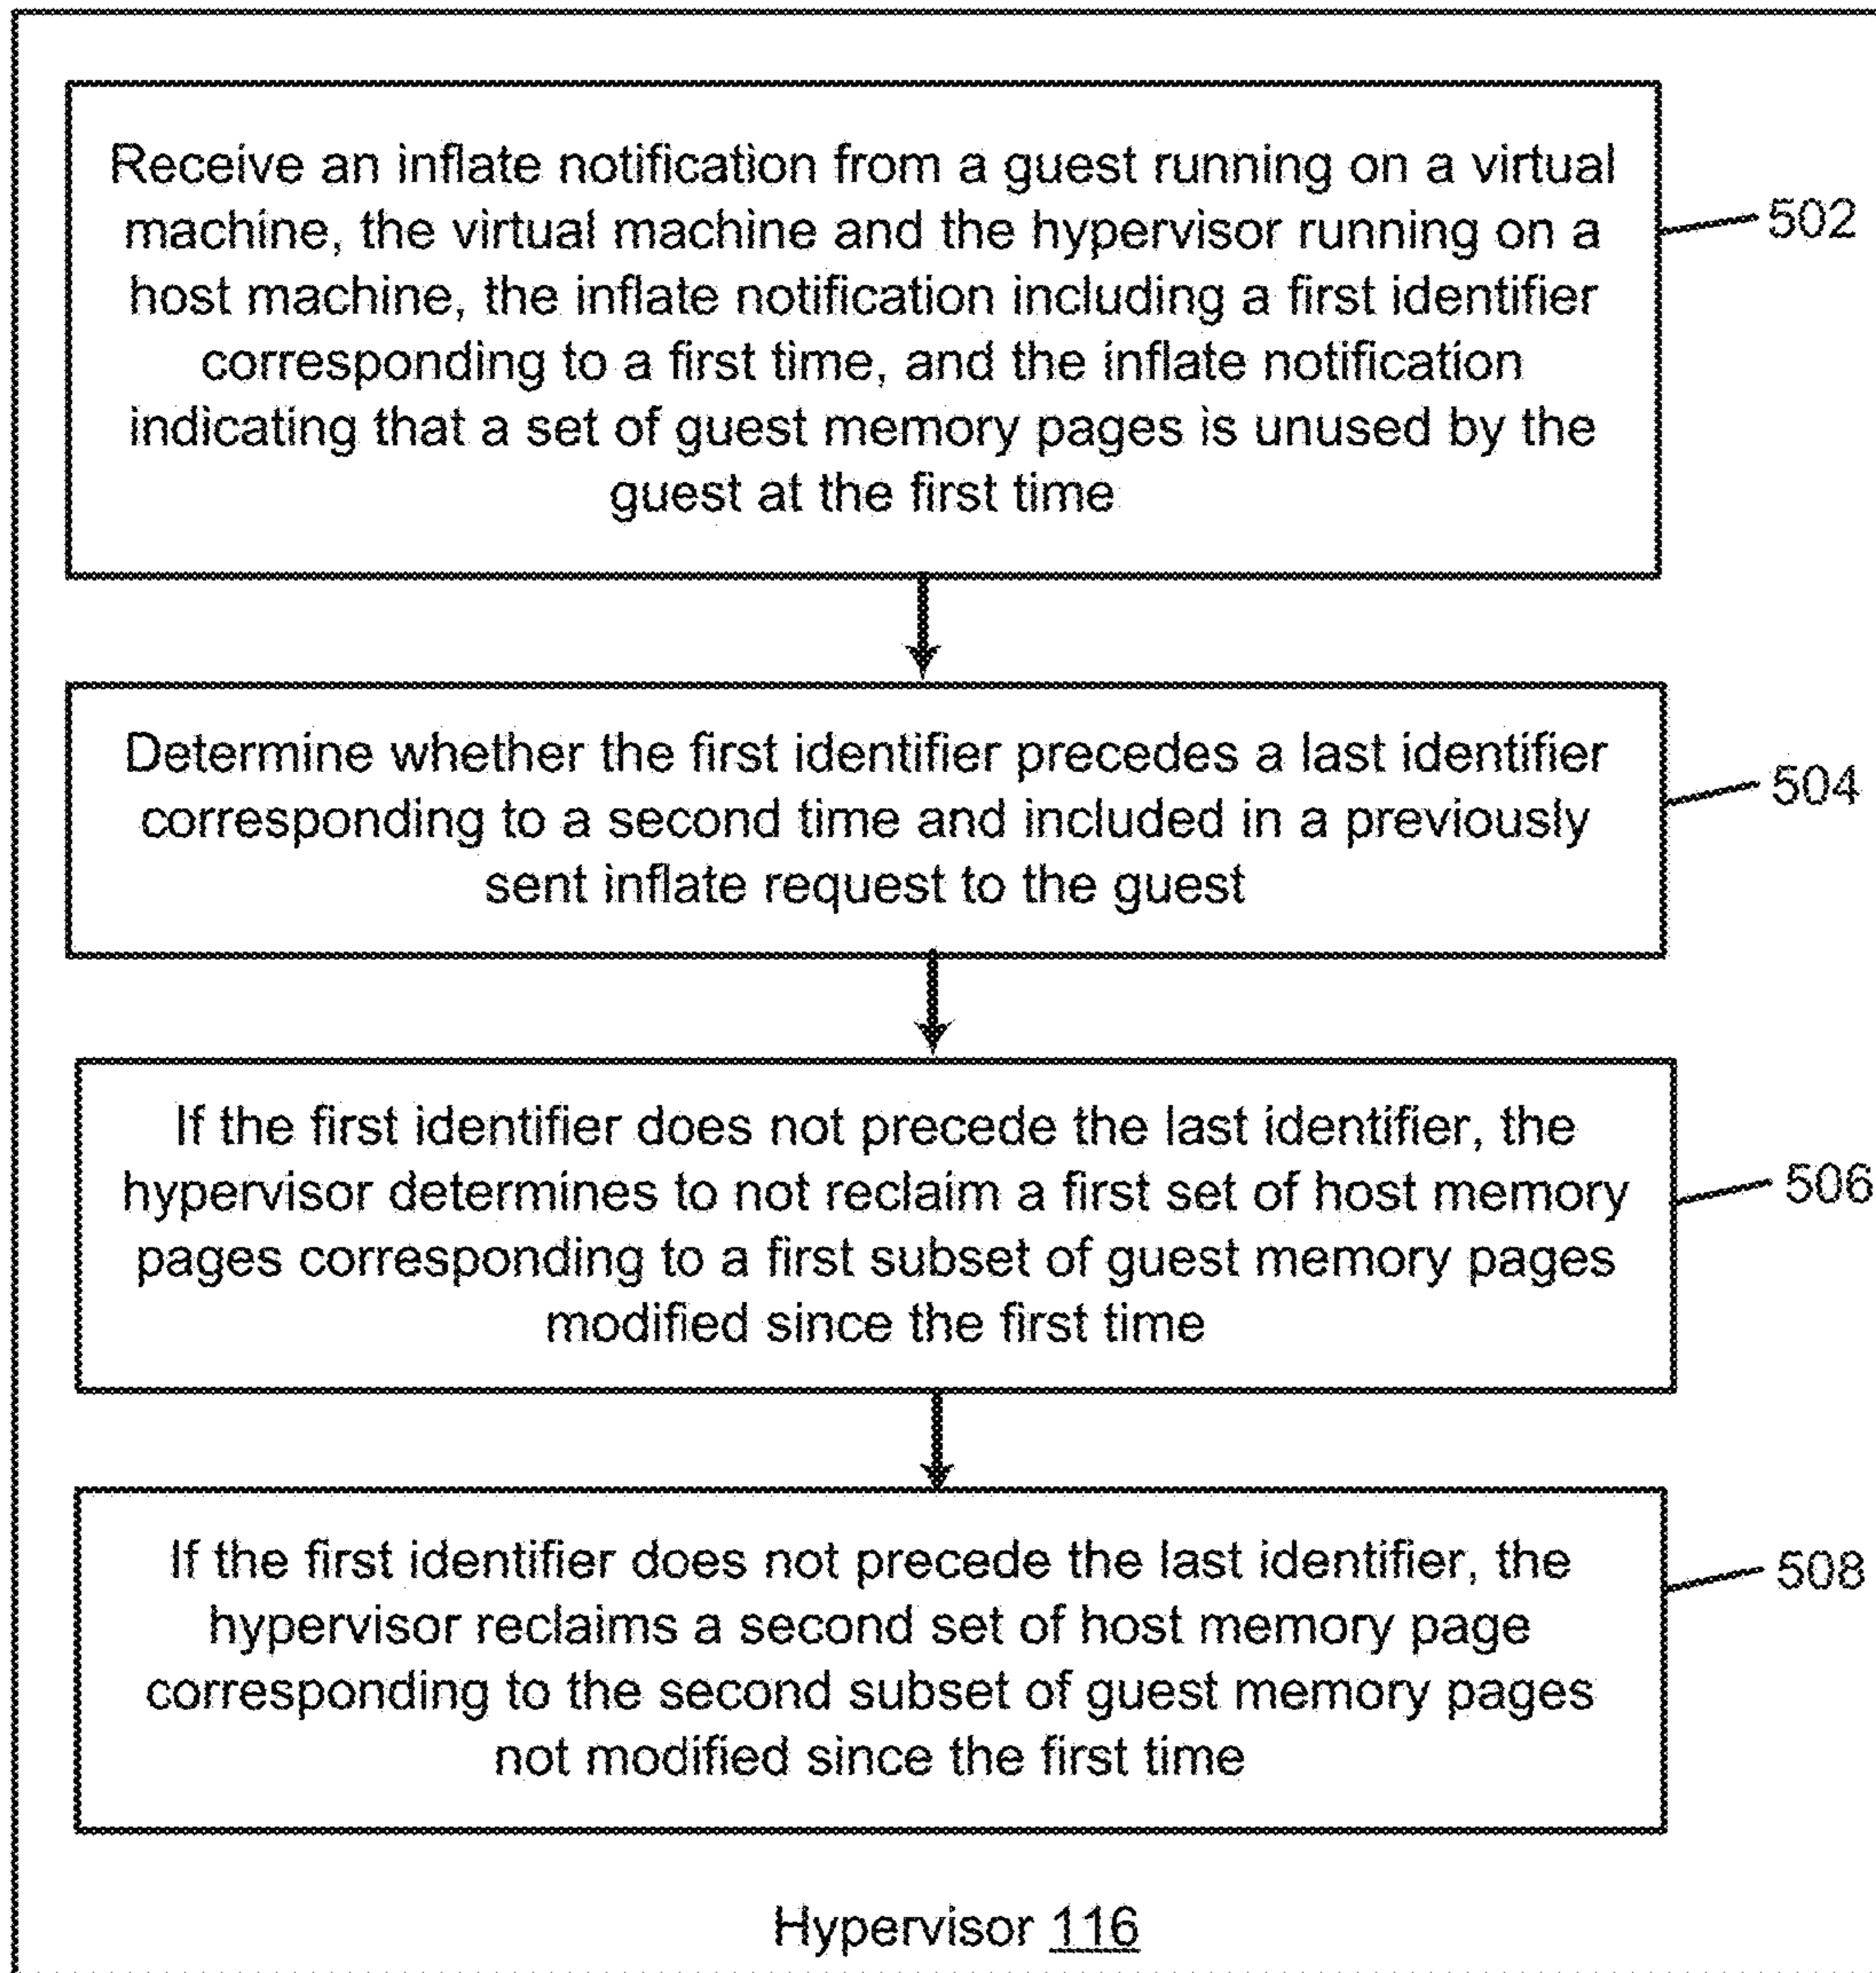 Receive an inflate notification from a guest running on a virtual
machine, the virtual machine and the hypervisor running on a
host machine, the inflate notification including a first identifier
corresponding to a first time, and the inflate notification
indicating that a set of guest memory pages is unused by the
guest at the first time
502
Determine whether the first identifier precedes a last identifier
corresponding to a second time and included in a previously
sent inflate request to the guest
504
If the first identifier does not precede the last identifier, the
hypervisor determines to not reclaim a first set of host memory
pages corresponding to a first subset of guest memory pages
modified since the first time
506
If the first identifier does not precede the last identifier, the
hypervisor reclaims a second set of host memory page
corresponding to the second subset of guest memory pages
not modified since the first time
508
Hypervisor 116